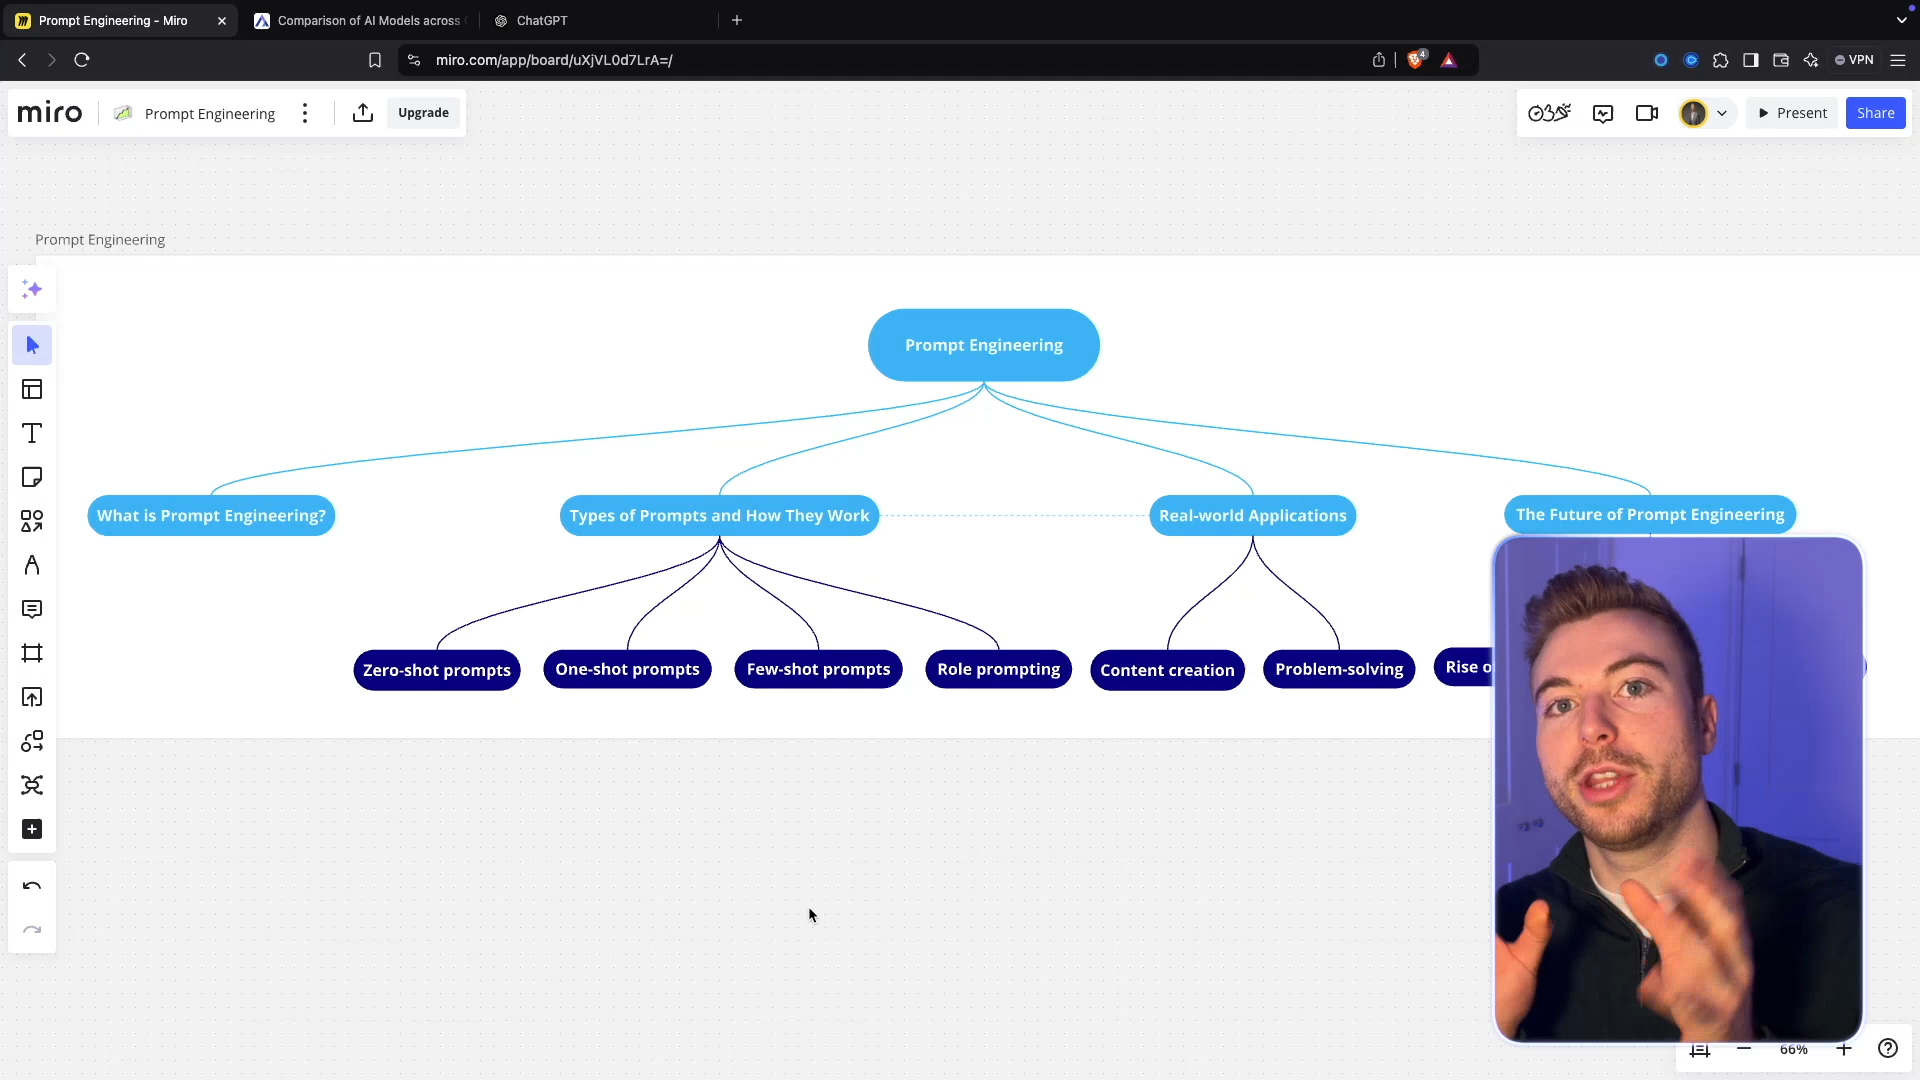 Prompt Engineering - Miro
Comparison of AI Models across
ChatGPT
miro.com/app/board/uXjVL0d7LrA=/
4
VPN
miro
Prompt Engineering
Upgrade
Present
Share
Prompt Engineering
Prompt Engineering
What is Prompt Engineering?
Types of Prompts and How They Work
Real-world Applications
The Future of Prompt Engineering
Zero-shot prompts
One-shot prompts
Few-shot prompts
Role prompting
Content creation
Problem-solving
Rise o
66%